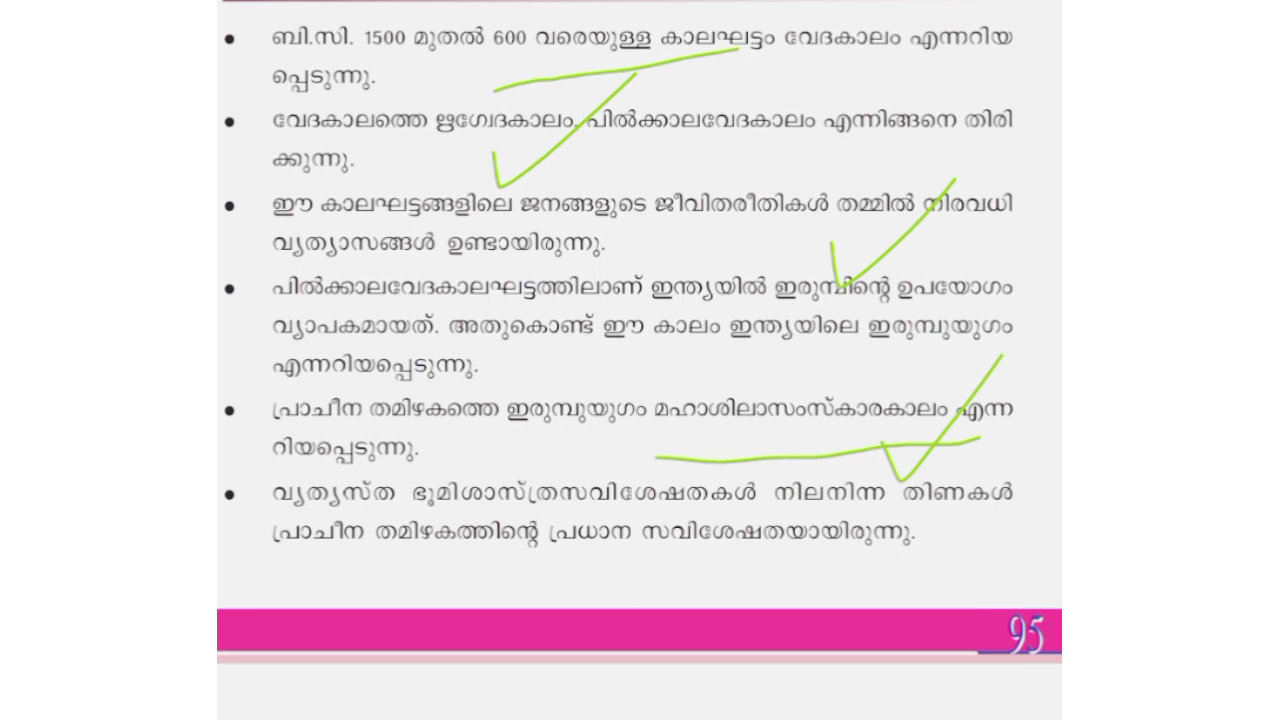 • ബി.സി. 1500 മുതൽ 600 വരെയുള്ള കാലഘട്ടം വേദകാലം എന്നറിയ
പ്പെടുന്നു.
• വേദകാലത്തെ ഋഗ്വേദകാലം, പിൽക്കാലവേദകാലം എന്നിങ്ങനെ തിരി
ക്കുന്നു.
• ഈ കാലഘട്ടങ്ങളിലെ ജനങ്ങളുടെ ജീവിതരീതികൾ തമ്മിൽ നിരവധി
വ്യത്യാസങ്ങൾ ഉണ്ടായിരുന്നു.
• പിൽക്കാലവേദകാലഘട്ടത്തിലാണ് ഇന്ത്യയിൽ ഇരുമ്പിന്റെ ഉപയോഗം
വ്യാപകമായത്. അതുകൊണ്ട് ഈ കാലം ഇന്ത്യയിലെ ഇരുമ്പുയുഗം
എന്നറിയപ്പെടുന്നു.
• പ്രാചീന തമിഴകത്തെ ഇരുമ്പുയുഗം മഹാശിലാസംസ്കാരകാലം എന്ന
റിയപ്പെടുന്നു.
• വ്യത്യസ്ത ഭൂമിശാസ്ത്രസവിശേഷതകൾ നിലനിന്ന തിണകൾ
പ്രാചീന തമിഴകത്തിന്റെ പ്രധാന സവിശേഷതയായിരുന്നു.
95